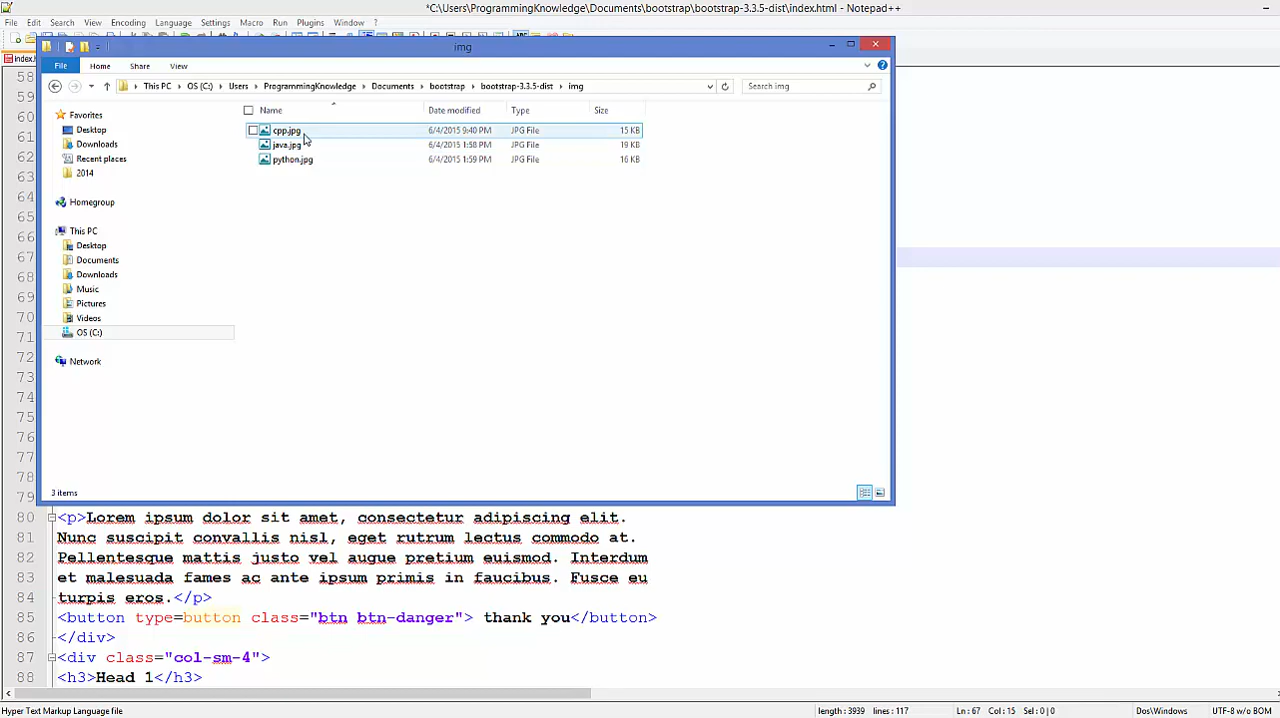 *C:\Users\ProgrammingKnowledge\Documents\bootstrap\bootstrap-3.3.5-dist\index.html - Notepad++
File Edit Search View Encoding Language Settings Macro Run Plugins Window ?
index.h
img
File Home Share View
This PC OS (C:) Users ProgrammingKnowledge Documents bootstrap bootstrap-3.3.5-dist img Search img
Name Date modified Type Size
cpp.jpg 6/4/2015 9:40 PM JPG File 15 KB
java.jpg 6/4/2015 1:58 PM JPG File 19 KB
python.jpg 6/4/2015 1:59 PM JPG File 16 KB
Favorites
Desktop
Downloads
Recent places
2014
Homegroup
This PC
Desktop
Documents
Downloads
Music
Pictures
Videos
OS (C:)
Network
3 items
58
59
60
61
62
63
64
65
66
67
68
69
70
71
72
73
74
75
76
77
78
79
80 <p>Lorem ipsum dolor sit amet, consectetur adipiscing elit.
81 Nunc suscipit convallis nisl, eget rutrum lectus commodo at.
82 Pellentesque mattis justo vel augue pretium euismod. Interdum
83 et malesuada fames ac ante ipsum primis in faucibus. Fusce eu
84 turpis eros.</p>
85 <button type=button class="btn btn-danger"> thank you</button>
86 </div>
87 <div class="col-sm-4">
88 <h3>Head 1</h3>
Hyper Text Markup Language file length : 3939 lines : 117 Ln : 67 Col : 15 Sel : 0 | 0 Dos\Windows UTF-8 w/o BOM